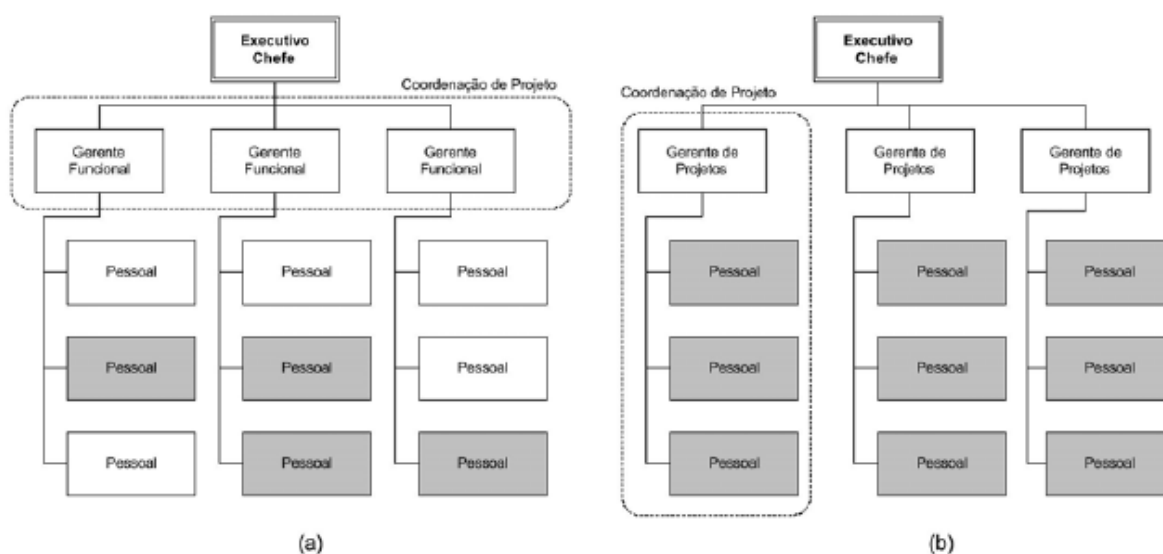 Executivo
Chefe
Coordenação de Projeto
Gerente
Funcional
Gerente
Funcional
Gerente
Funcional
Pessoal
Pessoal
Pessoal
Pessoal
Pessoal
Pessoal
Pessoal
Pessoal
Pessoal
(a)
Executivo
Chefe
Coordenação de Projeto
Gerente de
Projetos
Gerente de
Projetos
Gerente de
Projetos
Pessoal
Pessoal
Pessoal
Pessoal
Pessoal
Pessoal
Pessoal
Pessoal
Pessoal
(b)